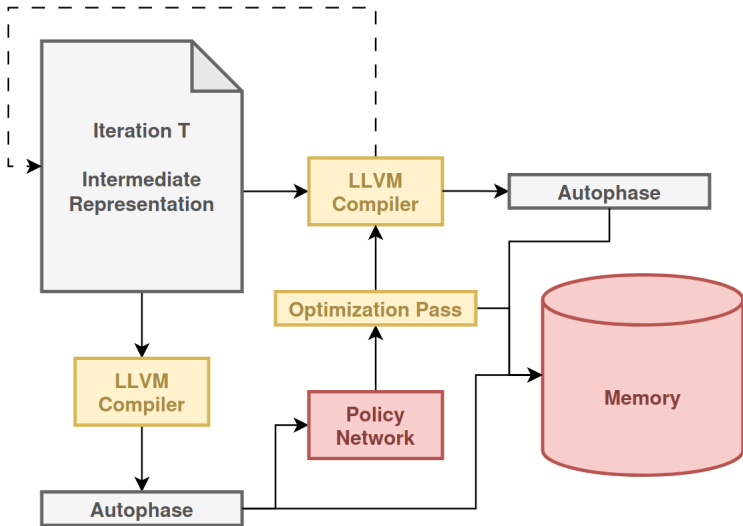 Iteration T
Intermediate
Representation
LLVM
Compiler
Autophase
Optimization Pass
LLVM
Compiler
Policy
Network
Memory
Autophase